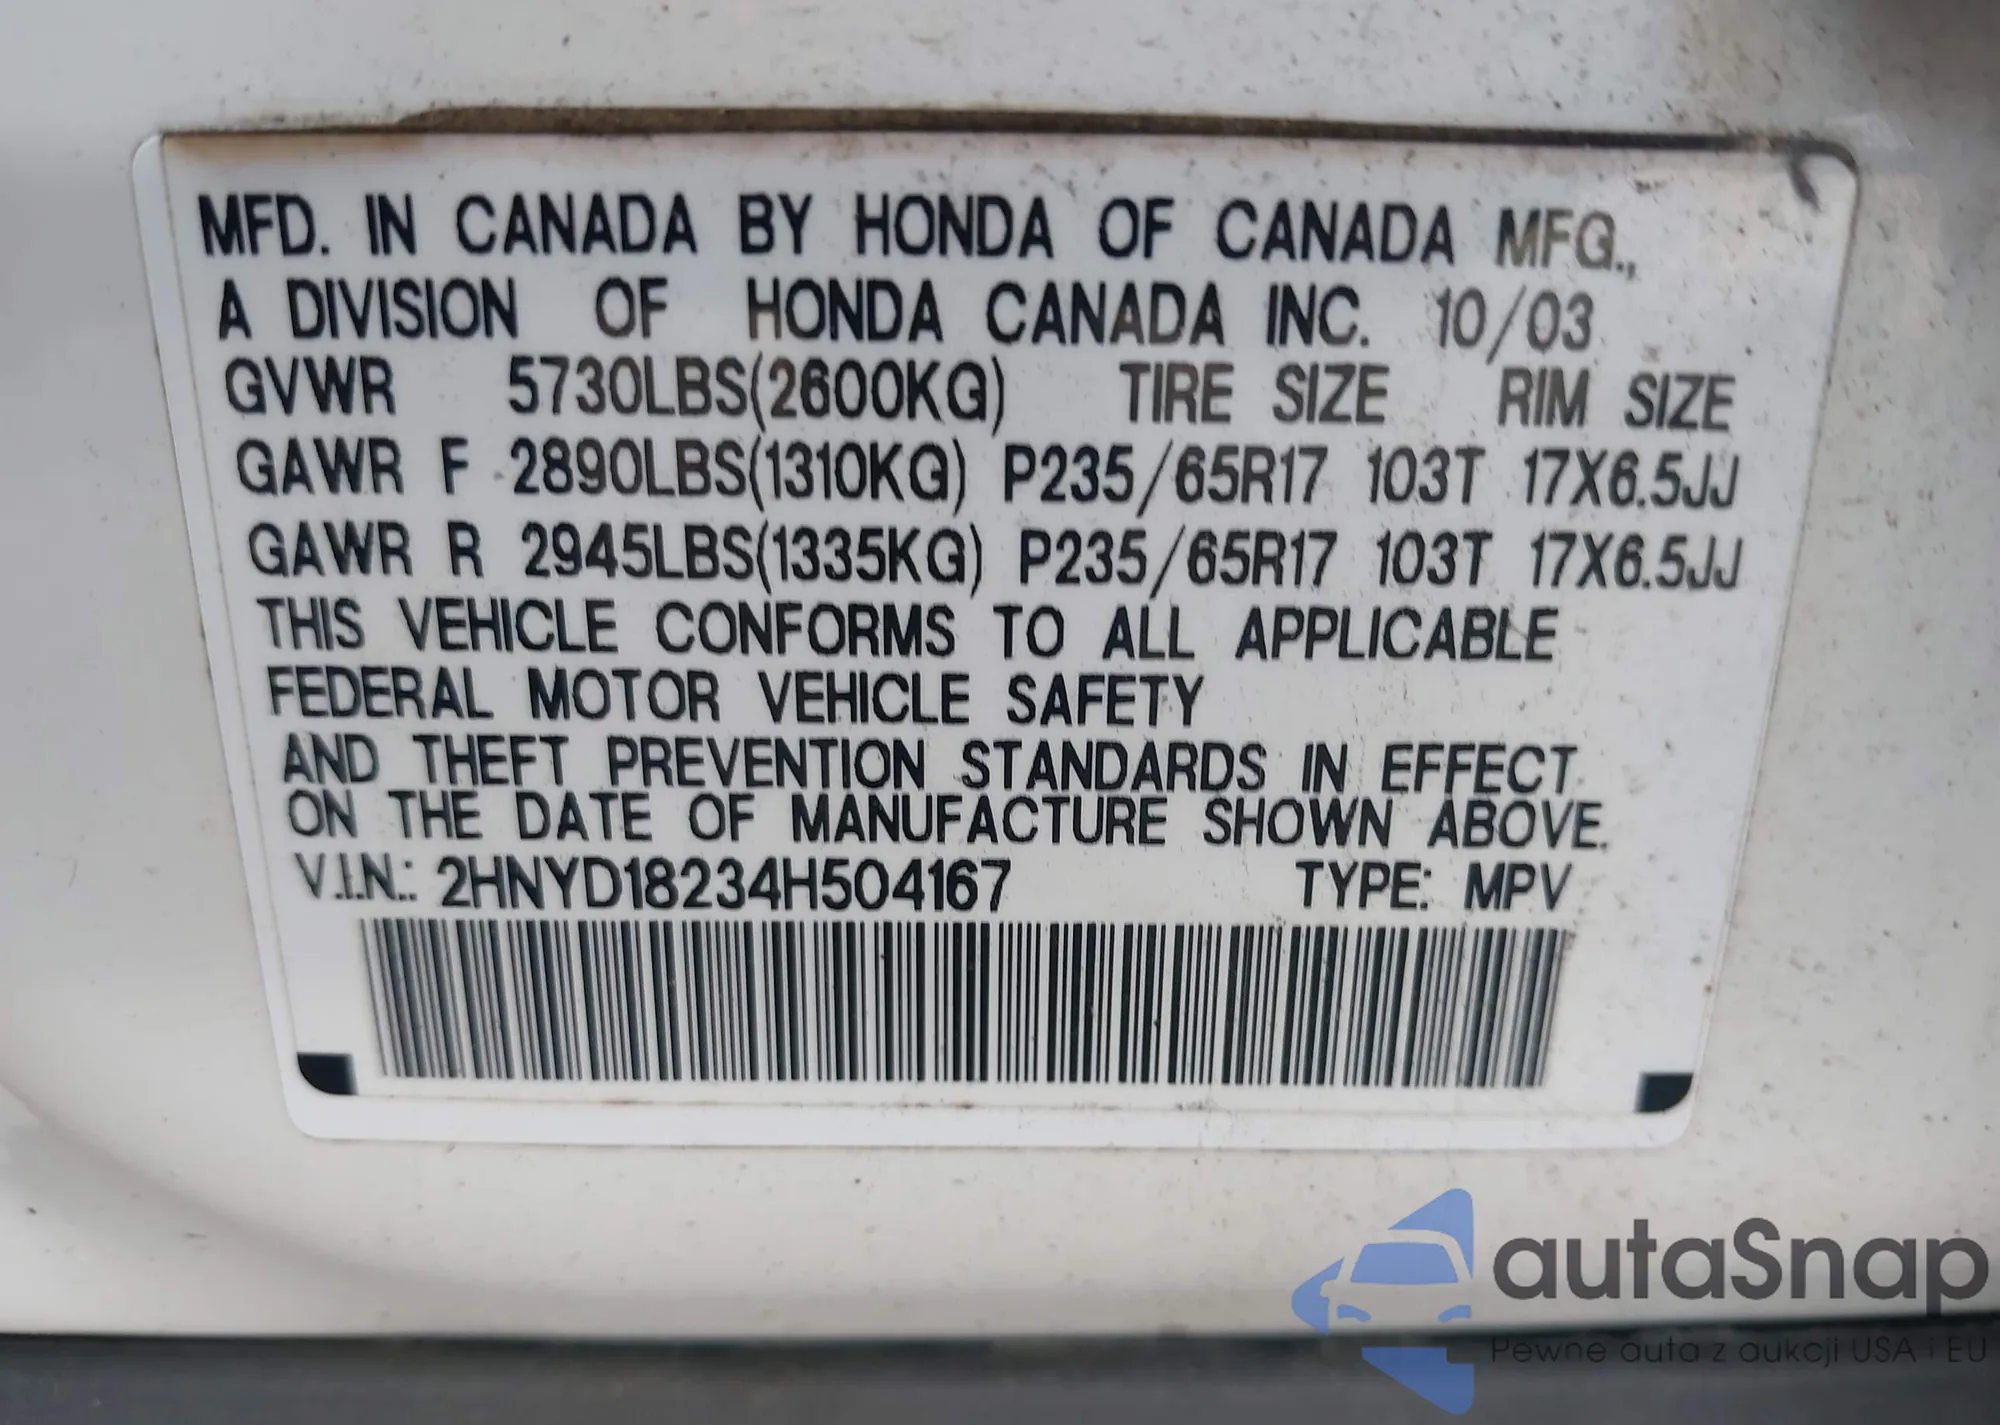 MFD. IN CANADA BY HONDA OF CANADA MFG.,
A DIVISION OF HONDA CANADA INC. 10/03
GVWR 5730LBS(2600KG) TIRE SIZE RIM SIZE
GAWR F 2890LBS(1310KG) P235/65R17 103T 17X6.5JJ
GAWR R 2945LBS(1335KG) P235/65R17 103T 17X6.5JJ
THIS VEHICLE CONFORMS TO ALL APPLICABLE
FEDERAL MOTOR VEHICLE SAFETY
AND THEFT PREVENTION STANDARDS IN EFFECT
ON THE DATE OF MANUFACTURE SHOWN ABOVE.
V.I.N.: 2HNYD18234H504167 TYPE: MPV
autaSnap
Pewne auta z aukcji USA i EU